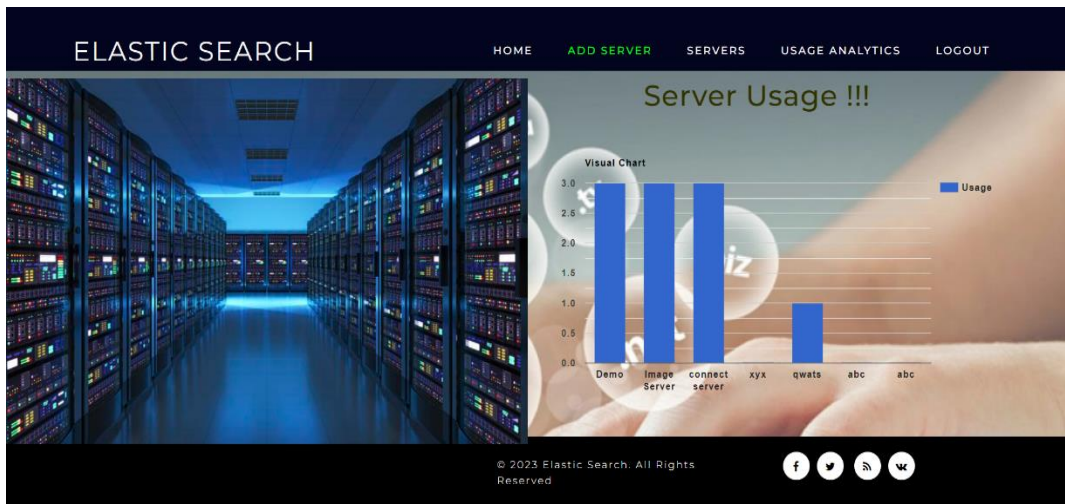 ELASTIC SEARCH
HOME ADD SERVER SERVERS USAGE ANALYTICS LOGOUT
Server Usage !!!
Visual Chart
3.0
2.5
2.0
1.5
1.0
0.5
0.0
Usage
Demo Image Server connect server xyx qwats abc abc
iz
© 2023 Elastic Search. All Rights
Reserved